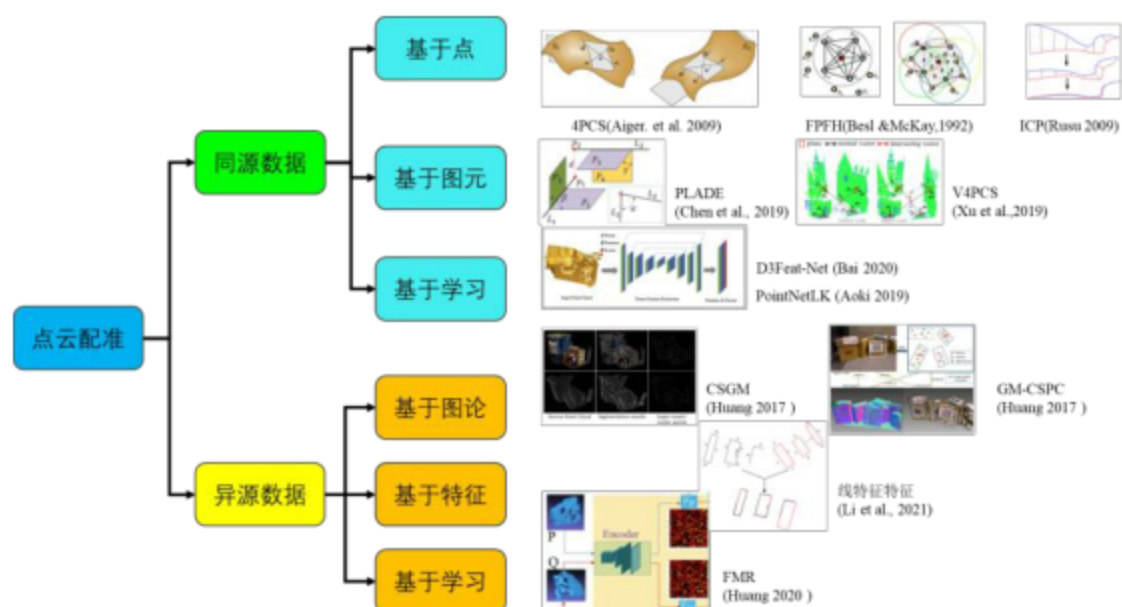 基于点
4PCS(Aiger. et al. 2009)
FPFH(Besl &McKay,1992)
ICP(Rusu 2009)
同源数据
基于图元
PLADE
(Chen et al., 2019)
V4PCS
(Xu et al.,2019)
基于学习
D3Feat-Net (Bai 2020)
PointNetLK (Aoki 2019)
点云配准
基于图论
CSGM
(Huang 2017 )
GM-CSPC
(Huang 2017 )
异源数据
基于特征
线特征特征
(Li et al., 2021)
基于学习
P
Encoder
Q
FMR
(Huang 2020 )